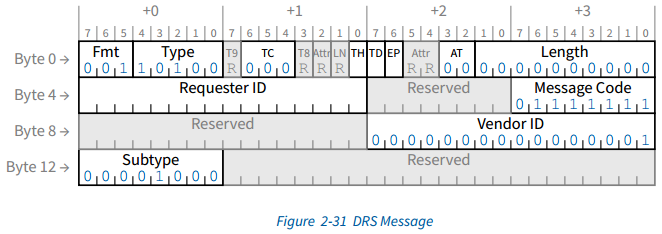 +0 +1 +2 +3
7 6 5 4 3 2 1 0 7 6 5 4 3 2 1 0 7 6 5 4 3 2 1 0 7 6 5 4 3 2 1 0
Byte 0 → Fmt Type T9 TC T8 Attr LN TH TD EP Attr AT Length
0 0 1 1 0 1 0 0 R 0 0 0 R R R R R 0 0 0 0 0 0 0 0 0 0 0 0
Byte 4 → Requester ID Reserved Message Code
0 1 1 1 1 1 1 1
Byte 8 → Reserved Vendor ID
0 0 0 0 0 0 0 0 0 0 0 0 0 0 0 1
Byte 12 → Subtype Reserved
0 0 0 0 1 0 0 0
Figure 2-31 DRS Message